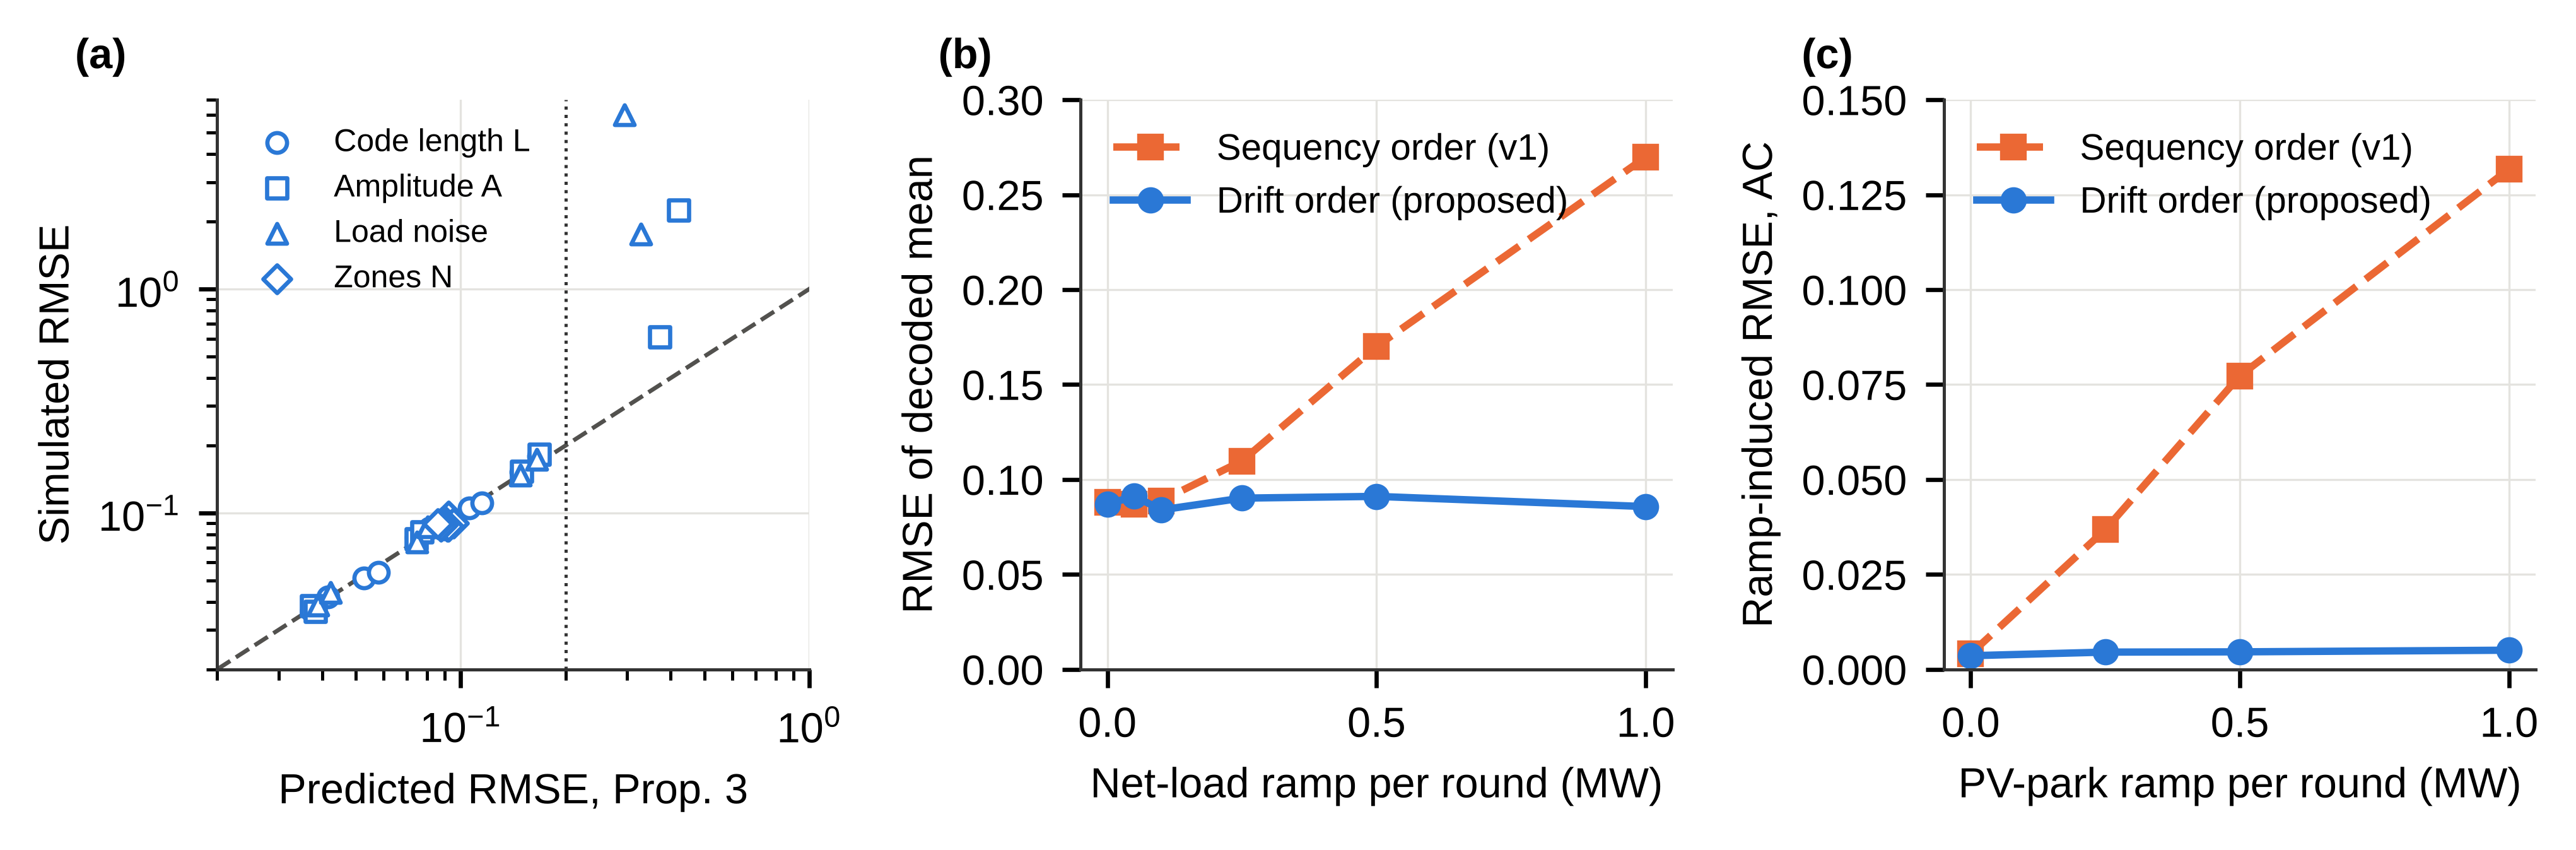 (a)
Code length L
Amplitude A
Load noise
Zones N
10⁰
10⁻¹
Simulated RMSE
10⁻¹
10⁰
Predicted RMSE, Prop. 3
(b)
0.30
0.25
0.20
0.15
0.10
0.05
0.00
RMSE of decoded mean
Sequency order (v1)
Drift order (proposed)
0.0
0.5
1.0
Net-load ramp per round (MW)
(c)
0.150
0.125
0.100
0.075
0.050
0.025
0.000
Ramp-induced RMSE, AC
Sequency order (v1)
Drift order (proposed)
0.0
0.5
1.0
PV-park ramp per round (MW)